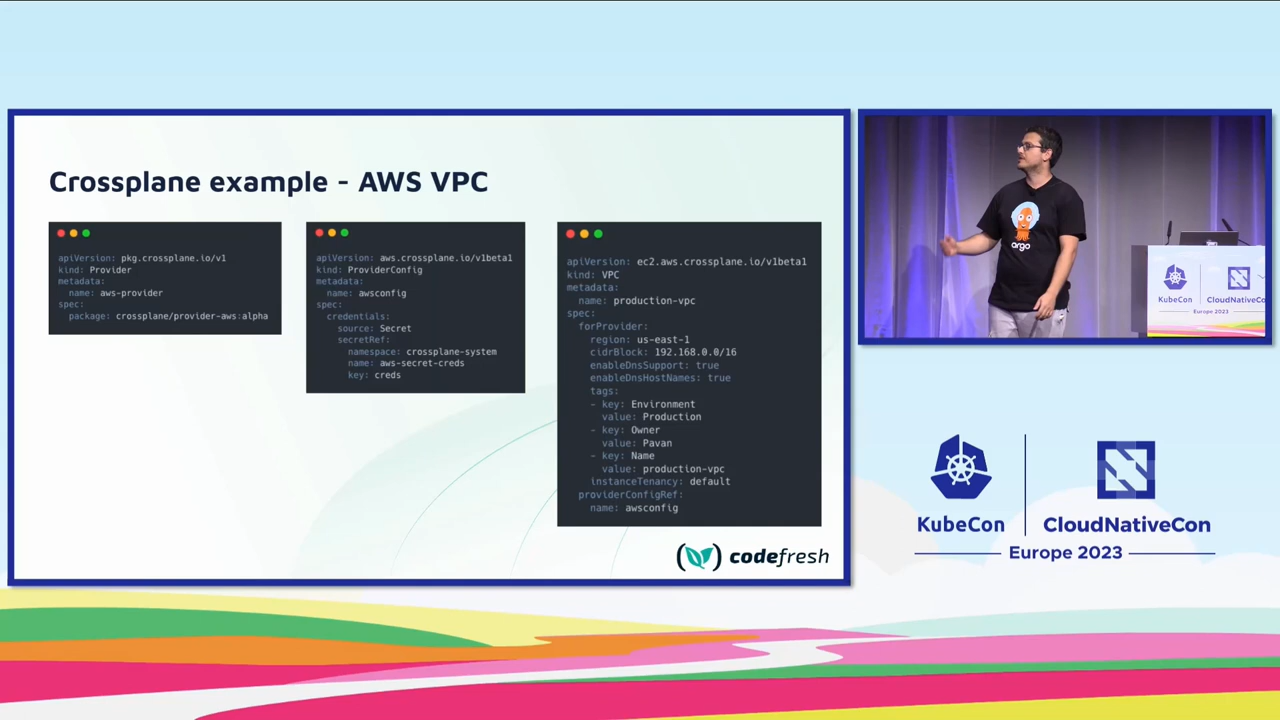 Crossplane example - AWS VPC
apiVersion: pkg.crossplane.io/v1
kind: Provider
metadata:
  name: aws-provider
spec:
  package: crossplane/provider-aws:alpha
apiVersion: aws.crossplane.io/v1beta1
kind: ProviderConfig
metadata:
  name: awsconfig
spec:
  credentials:
    source: Secret
    secretRef:
      namespace: crossplane-system
      name: aws-secret-creds
      key: creds
apiVersion: ec2.aws.crossplane.io/v1beta1
kind: VPC
metadata:
  name: production-vpc
spec:
  forProvider:
    region: us-east-1
    cidrBlock: 192.168.0.0/16
    enableDnsSupport: true
    enableDnsHostNames: true
    tags:
    - key: Environment
      value: Production
    - key: Owner
      value: Pavan
    - key: Name
      value: production-vpc
    instanceTenancy: default
  providerConfigRef:
    name: awsconfig
codefresh
argo
KubeCon
CloudNativeCo
Europe 2023
KubeCon
CloudNativeCon
Europe 2023